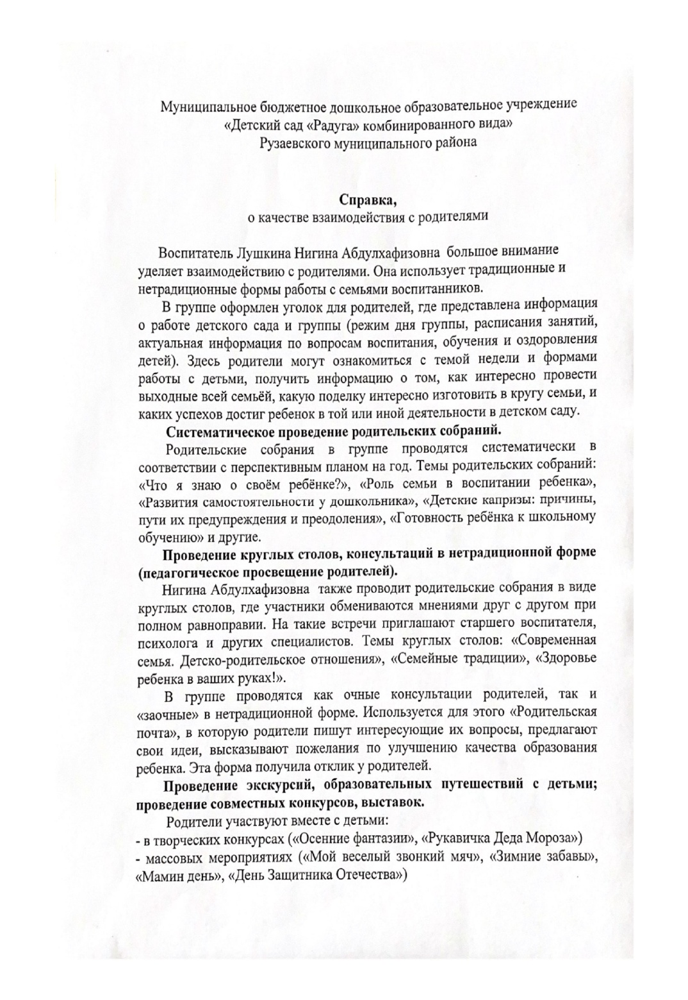 Муниципальное бюджетное дошкольное образовательное учреждение
«Детский сад «Радуга» комбинированного вида»
Рузаевского муниципального района
Справка,
о качестве взаимодействия с родителями
Воспитатель Лушкина Нигина Абдулхафизовна большое внимание
уделяет взаимодействию с родителями. Она использует традиционные и
нетрадиционные формы работы с семьями воспитанников.
В группе оформлен уголок для родителей, где представлена информация
о работе детского сада и группы (режим дня группы, расписания занятий,
актуальная информация по вопросам воспитания, обучения и оздоровления
детей). Здесь родители могут ознакомиться с темой недели и формами
работы с детьми, получить информацию о том, как интересно провести
выходные всей семьёй, какую поделку интересно изготовить в кругу семьи, и
каких успехов достиг ребенок в той или иной деятельности в детском саду.
Систематическое проведение родительских собраний.
Родительские собрания в группе проводятся систематически в
соответствии с перспективным планом на год. Темы родительских собраний:
«Что я знаю о своём ребёнке?», «Роль семьи в воспитании ребенка»,
«Развития самостоятельности у дошкольника», «Детские капризы: причины,
пути их предупреждения и преодоления», «Готовность ребёнка к школьному
обучению» и другие.
Проведение круглых столов, консультаций в нетрадиционной форме
(педагогическое просвещение родителей).
Нигина Абдулхафизовна также проводит родительские собрания в виде
круглых столов, где участники обмениваются мнениями друг с другом при
полном равноправии. На такие встречи приглашают старшего воспитателя,
психолога и других специалистов. Темы круглых столов: «Современная
семья. Детско-родительское отношения», «Семейные традиции», «Здоровье
ребенка в ваших руках!».
В группе проводятся как очные консультации родителей, так и
«заочные» в нетрадиционной форме. Используется для этого «Родительская
почта», в которую родители пишут интересующие их вопросы, предлагают
свои идеи, высказывают пожелания по улучшению качества образования
ребенка. Эта форма получила отклик у родителей.
Проведение экскурсий, образовательных путешествий с детьми;
проведение совместных конкурсов, выставок.
Родители участвуют вместе с детьми:
- в творческих конкурсах («Осенние фантазии», «Рукавичка Деда Мороза»)
- массовых мероприятиях («Мой веселый звонкий мяч», «Зимние забавы»,
«Мамин день», «День Защитника Отечества»)